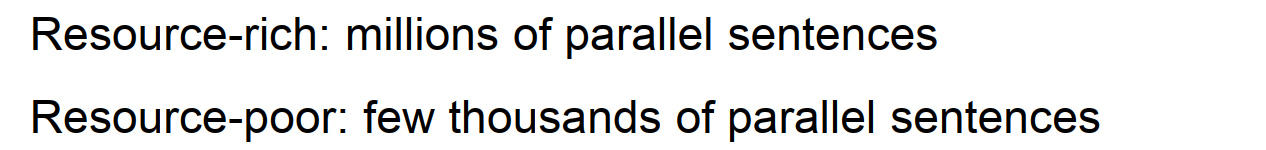 Resource-rich: millions of parallel sentences
Resource-poor: few thousands of parallel sentences